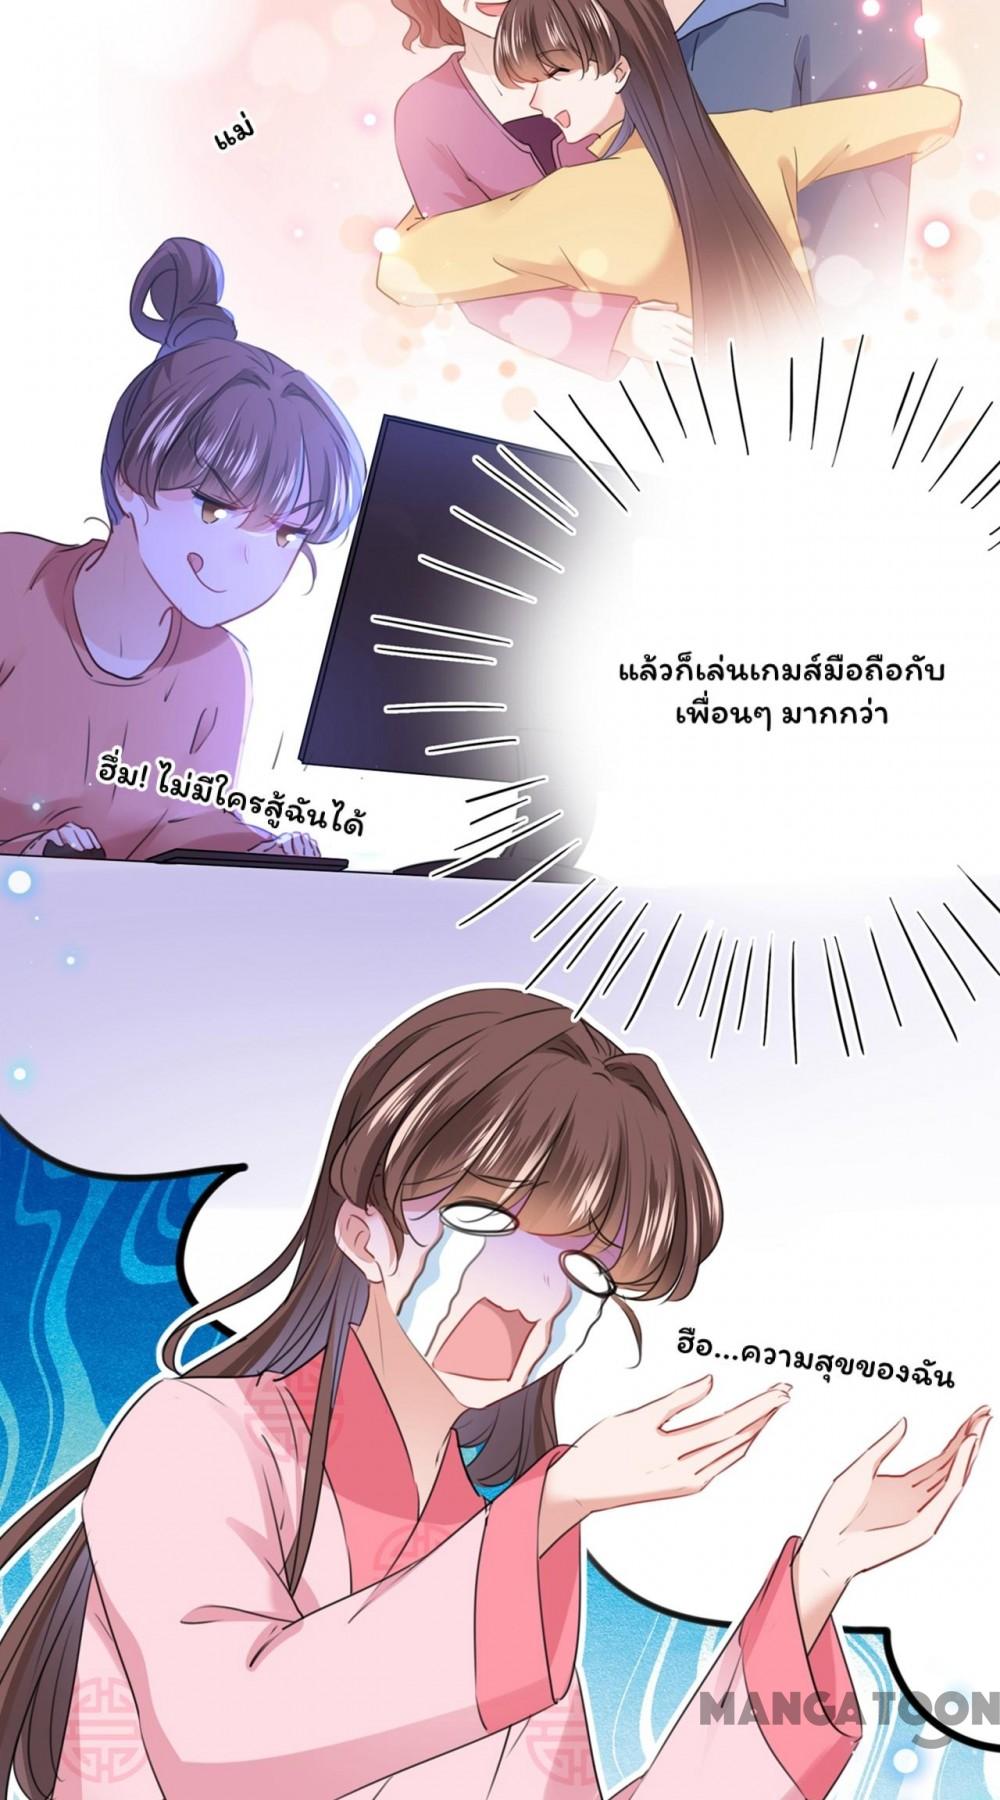 แม่
แล้วก็เล่นเกมส์มือถือกับ
เพื่อนๆ มากกว่า
ฮึ่ม! ไม่มีใครสู้ฉันได้
ฮือ...ความสุขของฉัน
MANGATOON